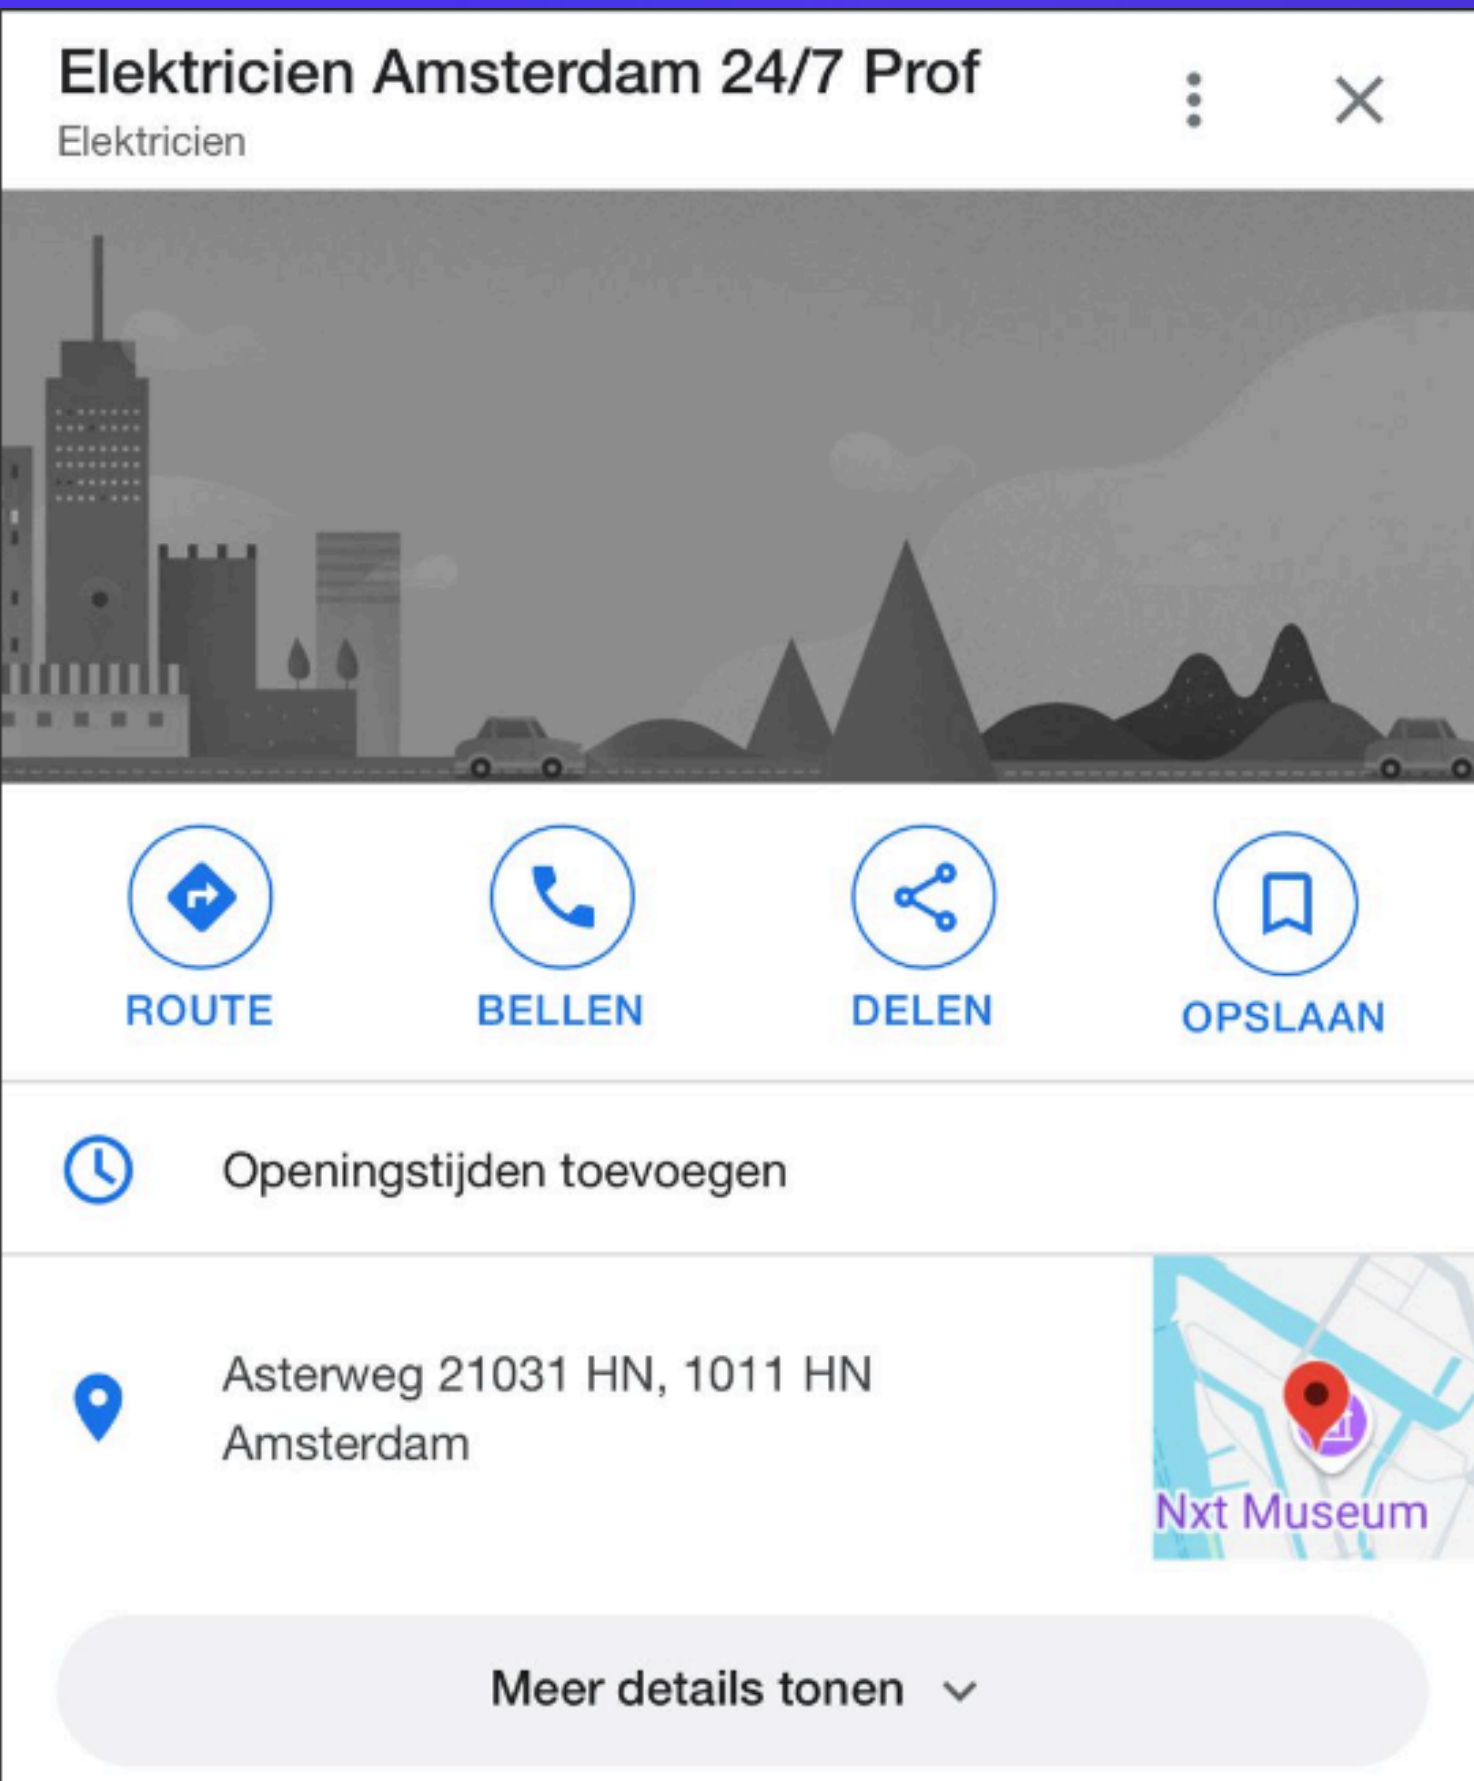 Elektricien Amsterdam 24/7 Prof
Elektricien
ROUTE
BELLEN
DELEN
OPSLAAN
Openingstijden toevoegen
Asterweg 21031 HN, 1011 HN
Amsterdam
Nxt Museum
Meer details tonen